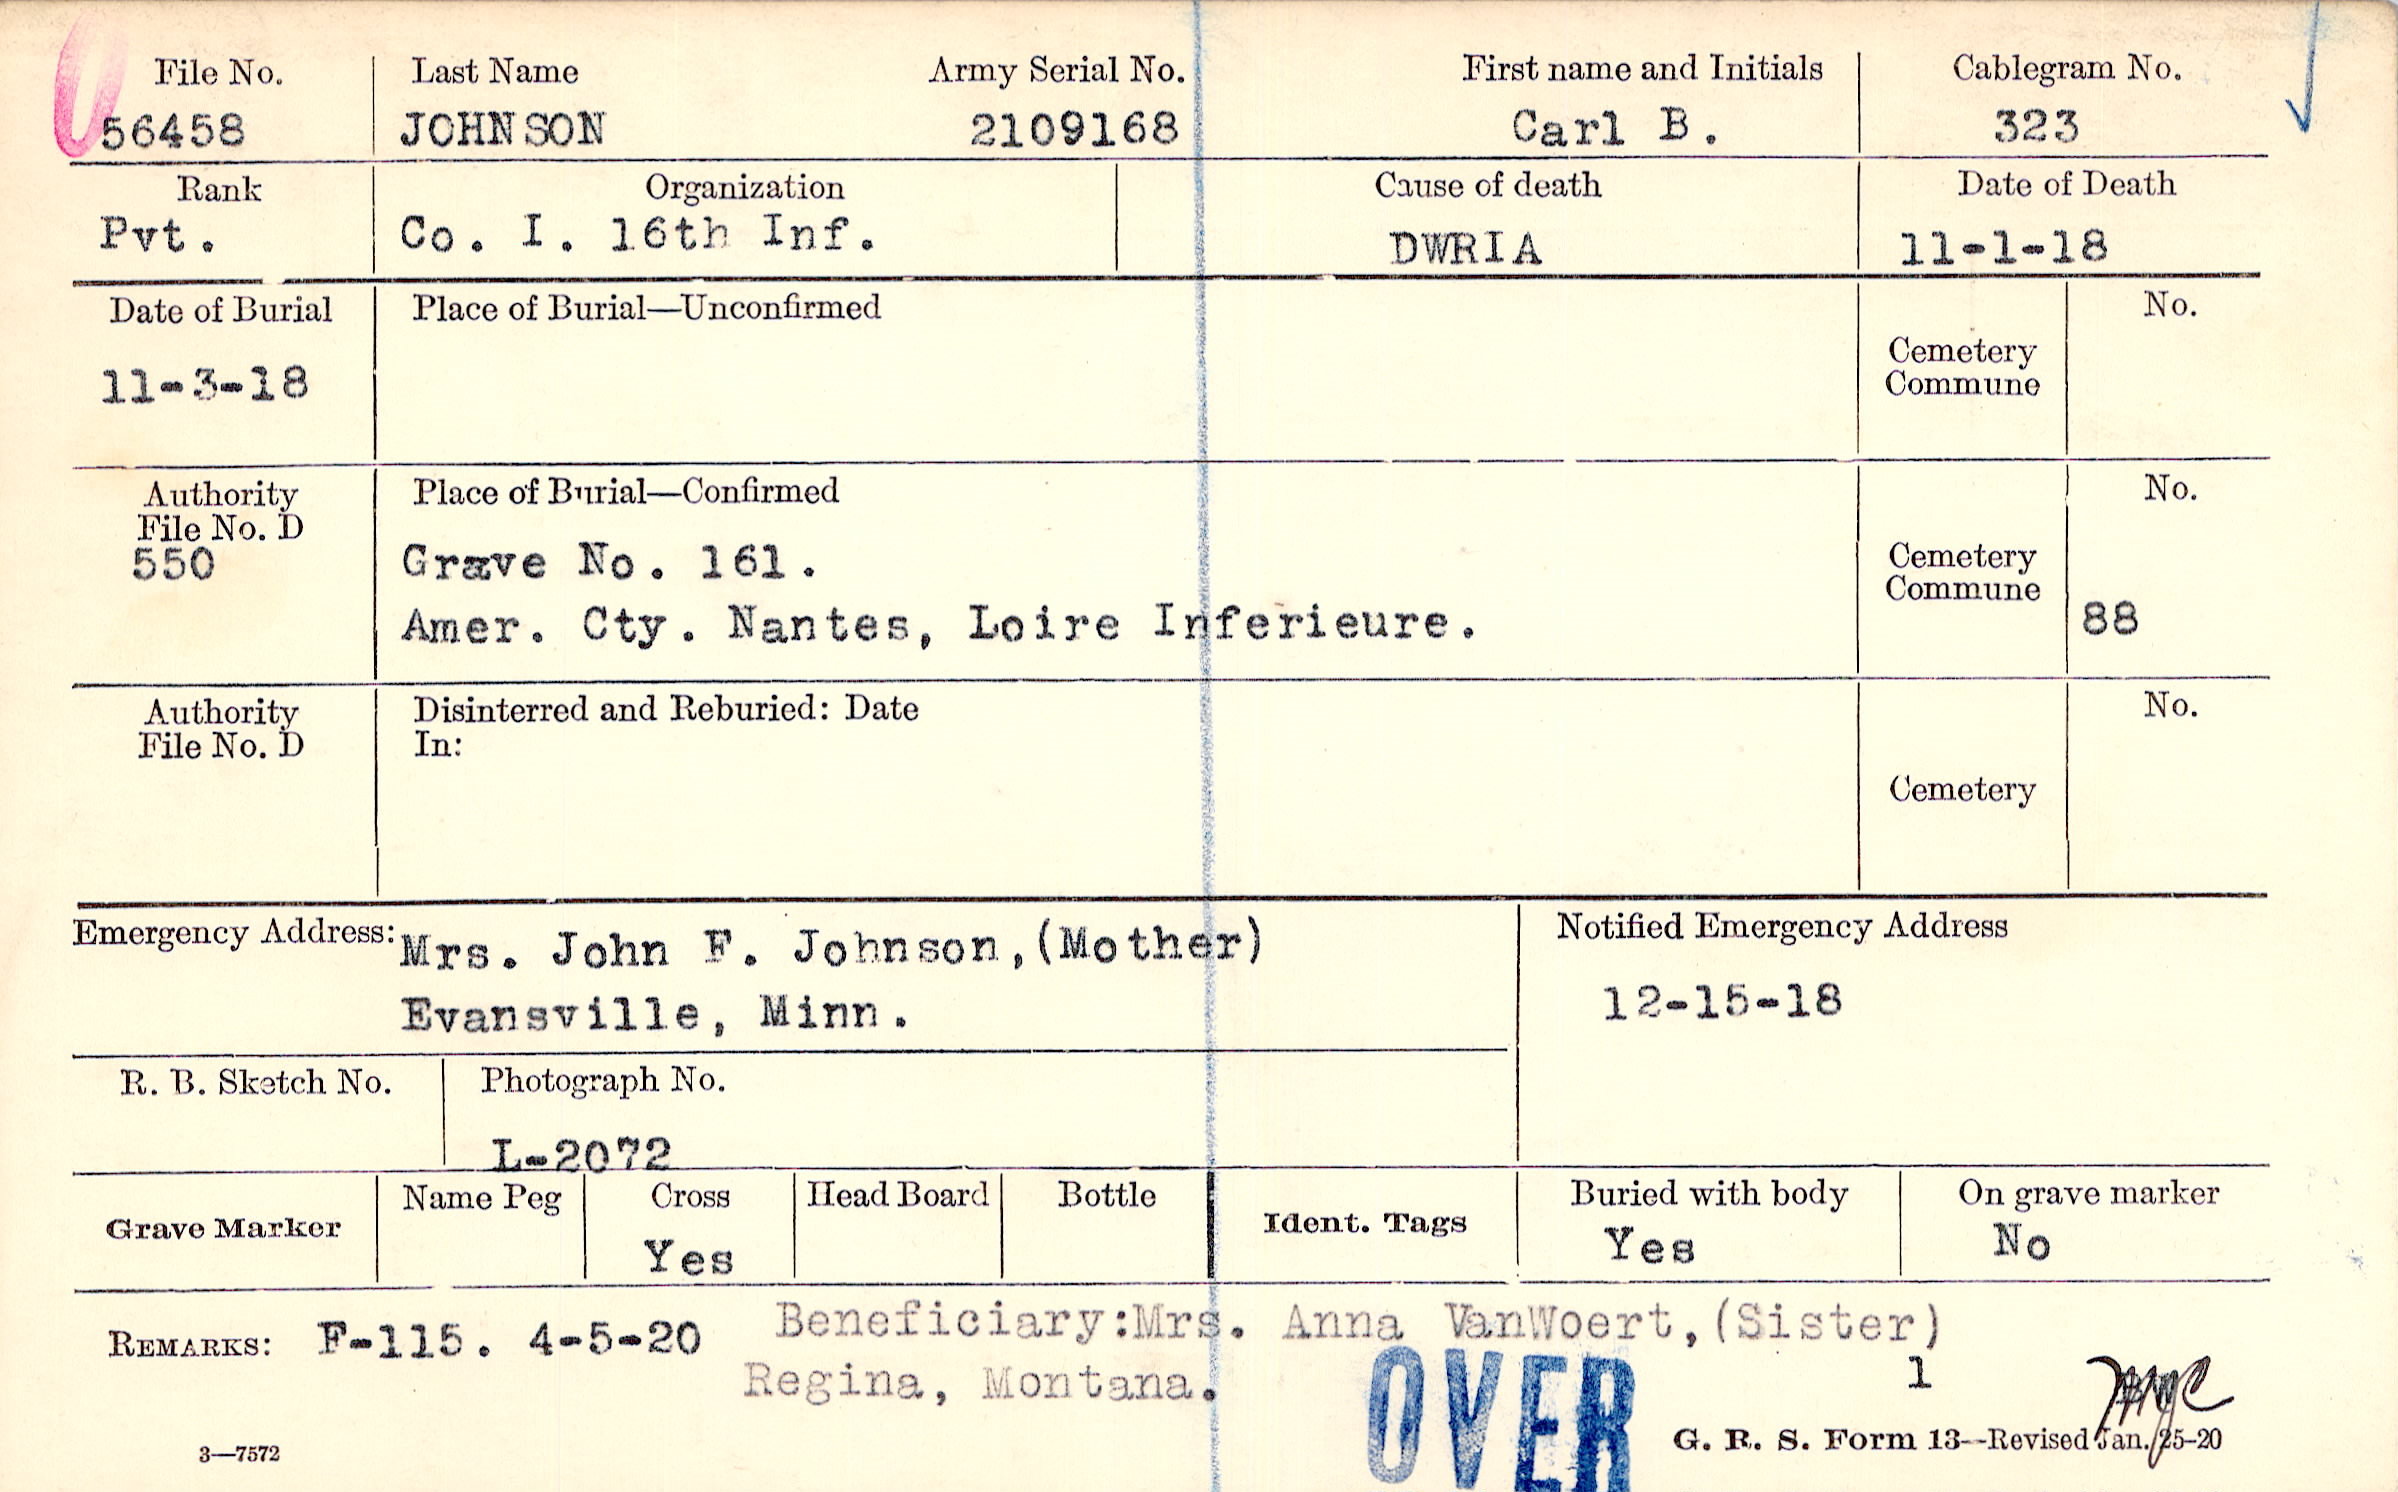 File No. Last Name Army Serial No. First name and Initials Cablegram No.
56458 JOHNSON 2109168 Carl B. 323
Rank Organization Cause of death Date of Death
Pvt. Co. I. 16th Inf. DWRIA 11-1-18
Date of Burial Place of Burial—Unconfirmed No.
Cemetery
Commune
11-3-18
Authority Place of Burial—Confirmed No.
File No. D
550 Grave No. 161. Cemetery
Commune
Amer. Cty. Nantes, Loire Inferieure. 88
Authority Disinterred and Reburied: Date No.
File No. D In:
Cemetery
Emergency Address: Mrs. John F. Johnson,(Mother) Notified Emergency Address
Evansville, Minn. 12-15-18
R. B. Sketch No. Photograph No.
L-2072
Grave Marker Name Peg Cross Head Board Bottle Ident. Tags Buried with body On grave marker
Yes Yes No
REMARKS: F-115. 4-5-20 Beneficiary:Mrs. Anna VanWoert,(Sister)
Regina, Montana. 1
OVER
3—7572 G. R. S. Form 13—Revised Jan. 25-20